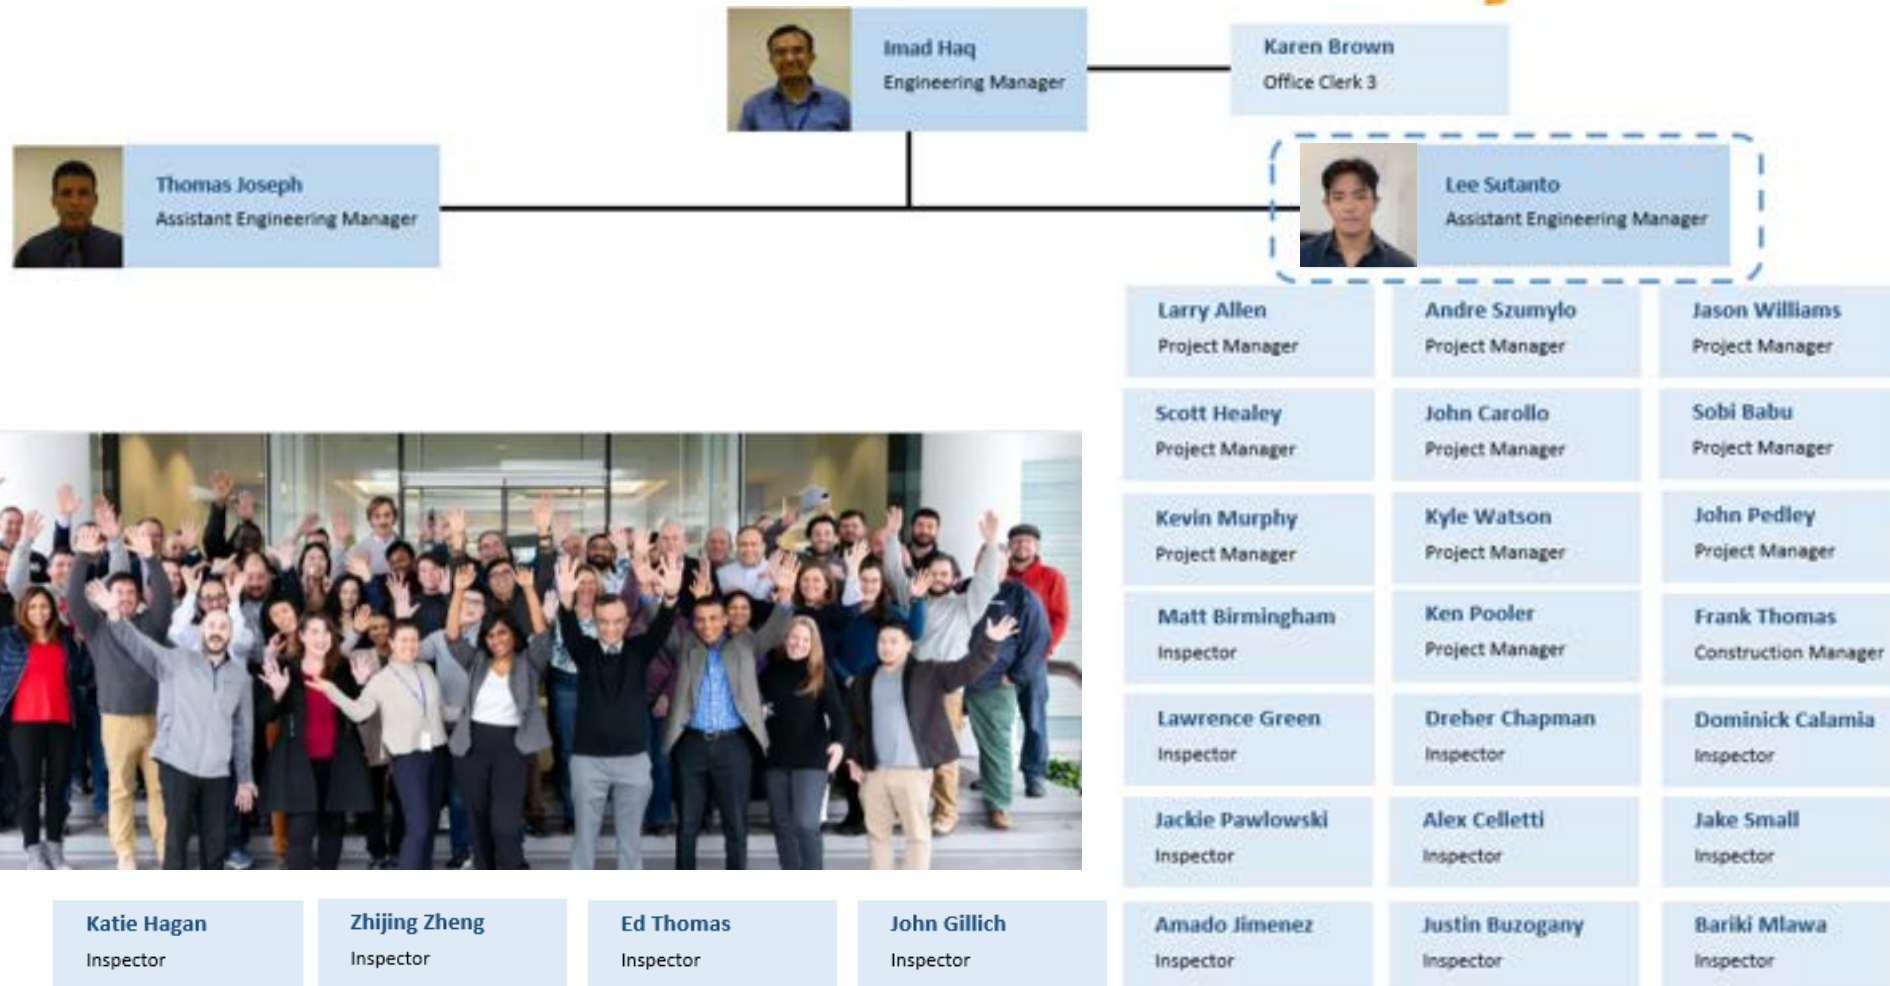 Imad Haq
Engineering Manager
Karen Brown
Office Clerk 3
Thomas Joseph
Assistant Engineering Manager
Lee Sutanto
Assistant Engineering Manager
Larry Allen
Project Manager
Andre Szumylo
Project Manager
Jason Williams
Project Manager
Scott Healey
Project Manager
John Carollo
Project Manager
Sobi Babu
Project Manager
Kevin Murphy
Project Manager
Kyle Watson
Project Manager
John Pedley
Project Manager
Matt Birmingham
Inspector
Ken Pooler
Project Manager
Frank Thomas
Construction Manager
Lawrence Green
Inspector
Dreher Chapman
Inspector
Dominick Calamia
Inspector
Jackie Pawlowski
Inspector
Alex Celletti
Inspector
Jake Small
Inspector
Katie Hagan
Inspector
Zhijing Zheng
Inspector
Ed Thomas
Inspector
John Gillich
Inspector
Amado Jimenez
Inspector
Justin Buzogany
Inspector
Bariki Mlawa
Inspector